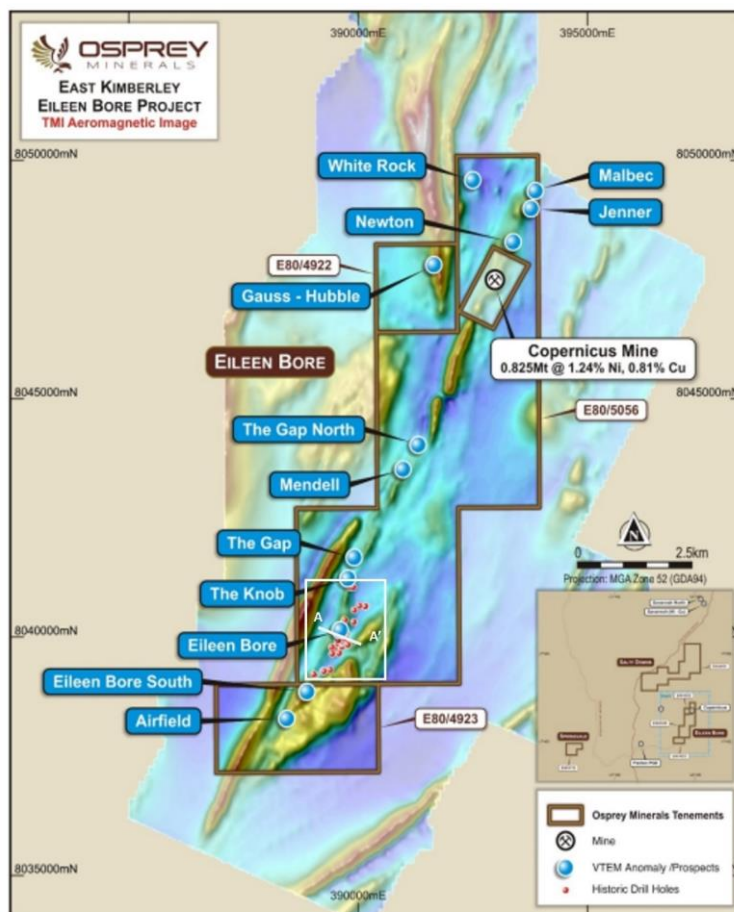 OSPREY
MINERALS
EAST KIMBERLEY
EILEEN BORE PROJECT
TMI Aeromagnetic Image
390000mE
395000mE
8050000mN
8050000mN
White Rock
Malbec
Jenner
Newton
E80/4922
Gauss - Hubble
EILEEN BORE
Copernicus Mine
0.825Mt @ 1.24% Ni, 0.81% Cu
8045000mN
8045000mN
E80/5056
The Gap North
Mendell
The Gap
The Knob
0
2.5km
Projection: MGA Zone 52 (GDA94)
A
A'
8040000mN
Eileen Bore
Eileen Bore South
Airfield
E80/4923
EILEEN BORE
Osprey Minerals Tenements
Mine
VTEM Anomaly /Prospects
Historic Drill Holes
8035000mN
390000mE